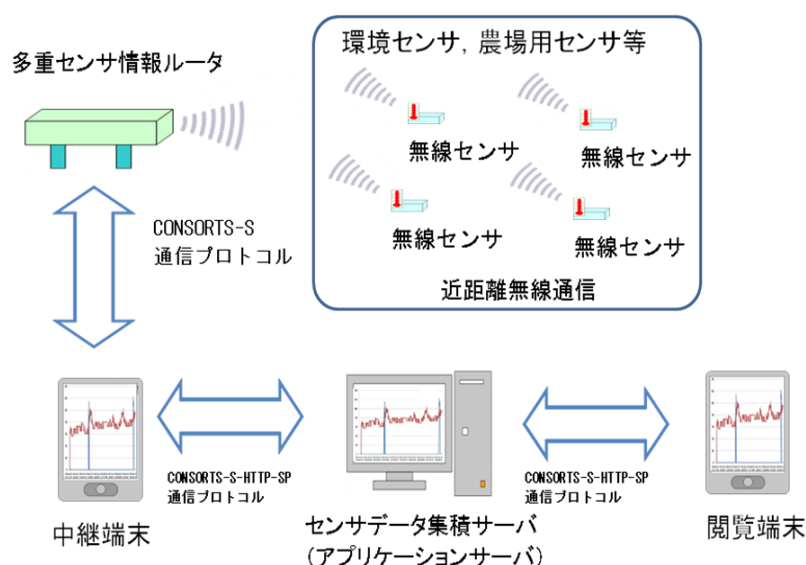 多重センサ情報ルータ
環境センサ, 農場用センサ等
無線センサ
無線センサ
無線センサ
無線センサ
近距離無線通信
CONSORTS-S
通信プロトコル
CONSORTS-S-HTTP-SP
通信プロトコル
CONSORTS-S-HTTP-SP
通信プロトコル
中継端末
センサデータ集積サーバ
(アプリケーションサーバ)
閲覧端末